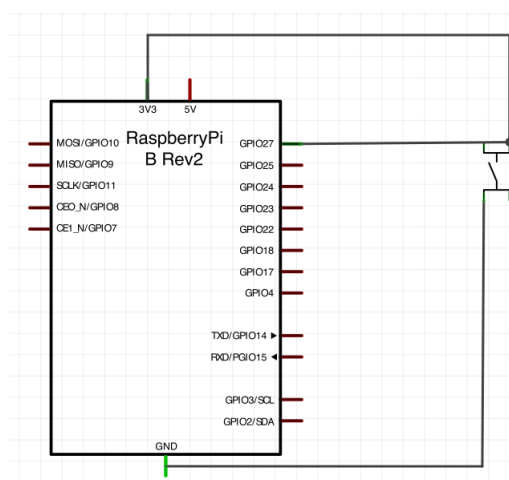 3V3 5V
RaspberryPi
B Rev2
MOSI/GPIO10
MISO/GPIO9
SCLK/GPIO11
CEO_N/GPIO8
CE1_N/GPIO7
GPIO27
GPIO25
GPIO24
GPIO23
GPIO22
GPIO18
GPIO17
GPIO4
TXD/GPIO14
RXD/PGIO15
GPIO3/SCL
GPIO2/SDA
GND